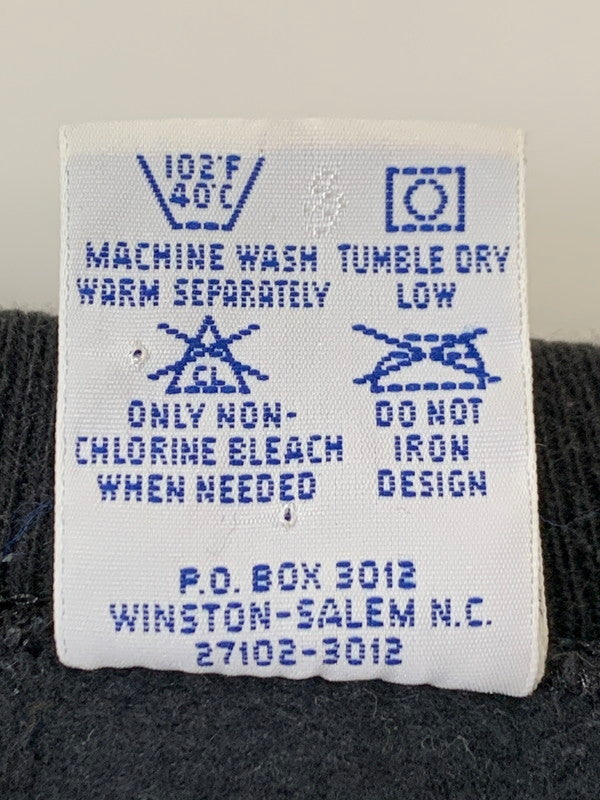 102°F
40°C
MACHINE WASH
WARM SEPARATELY
TUMBLE DRY
LOW
CL
ONLY NON-
CHLORINE BLEACH
WHEN NEEDED
DO NOT
IRON
DESIGN
P.O. BOX 3012
WINSTON-SALEM N.C.
27102-3012